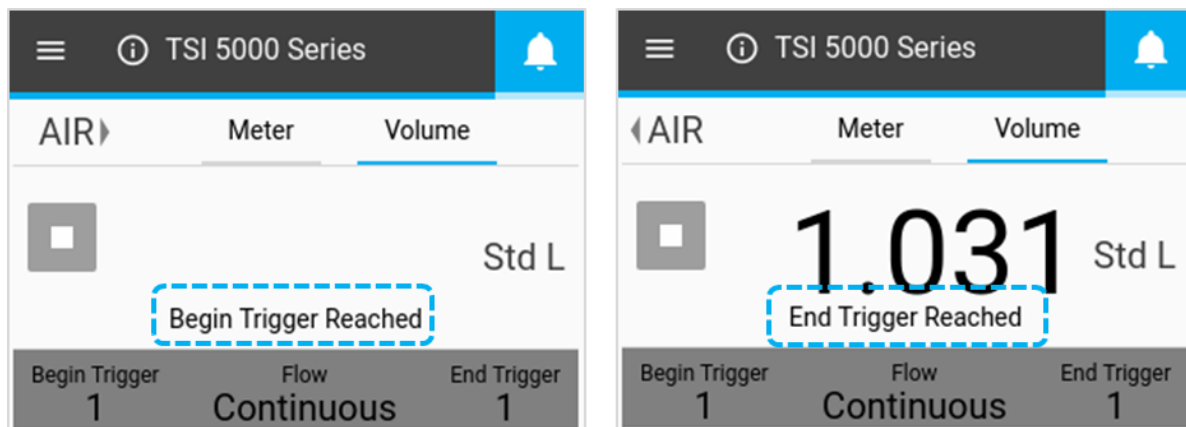 TSI 5000 Series
AIR Meter Volume
Std L
Begin Trigger Reached
Begin Trigger Flow End Trigger
1 Continuous 1
TSI 5000 Series
AIR Meter Volume
1.031 Std L
End Trigger Reached
Begin Trigger Flow End Trigger
1 Continuous 1